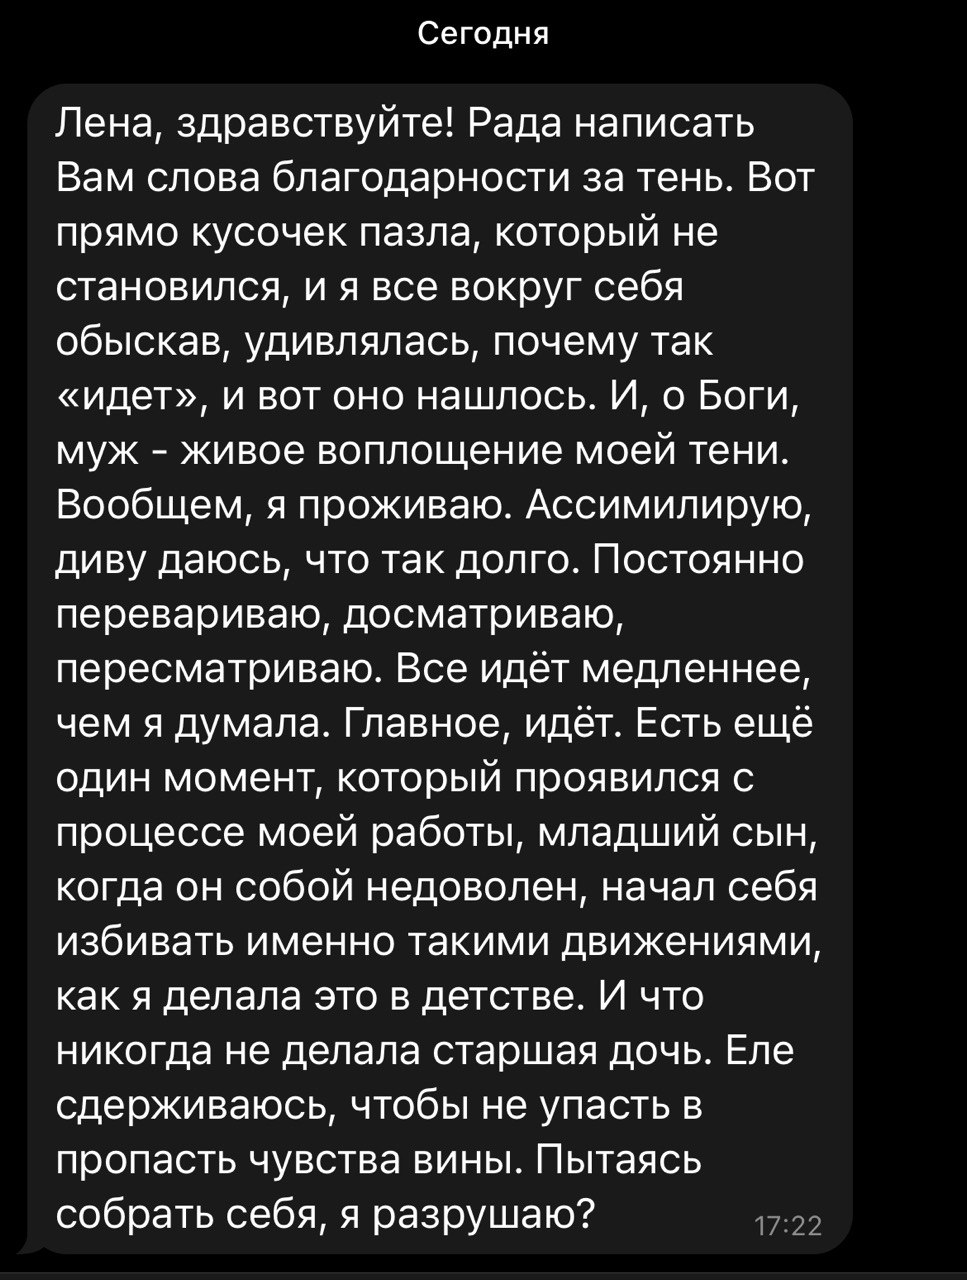 Сегодня
Лена, здравствуйте! Рада написать
Вам слова благодарности за тень. Вот
прямо кусочек пазла, который не
становился, и я все вокруг себя
обыскав, удивлялась, почему так
«идет», и вот оно нашлось. И, о Боги,
муж - живое воплощение моей тени.
Вообщем, я проживаю. Ассимилирую,
диву даюсь, что так долго. Постоянно
перевариваю, досматриваю,
пересматриваю. Все идёт медленнее,
чем я думала. Главное, идёт. Есть ещё
один момент, который проявился с
процессе моей работы, младший сын,
когда он собой недоволен, начал себя
избивать именно такими движениями,
как я делала это в детстве. И что
никогда не делала старшая дочь. Еле
сдерживаюсь, чтобы не упасть в
пропасть чувства вины. Пытаясь
собрать себя, я разрушаю?
17:22